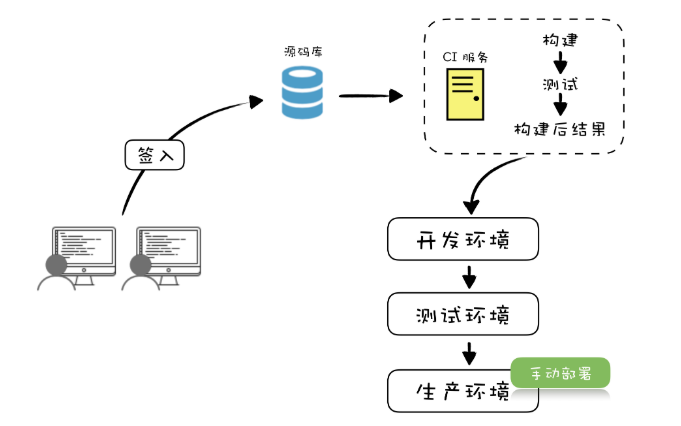 源码库
CI 服务
构建
测试
构建后结果
签入
开发环境
测试环境
生产环境
手动部署